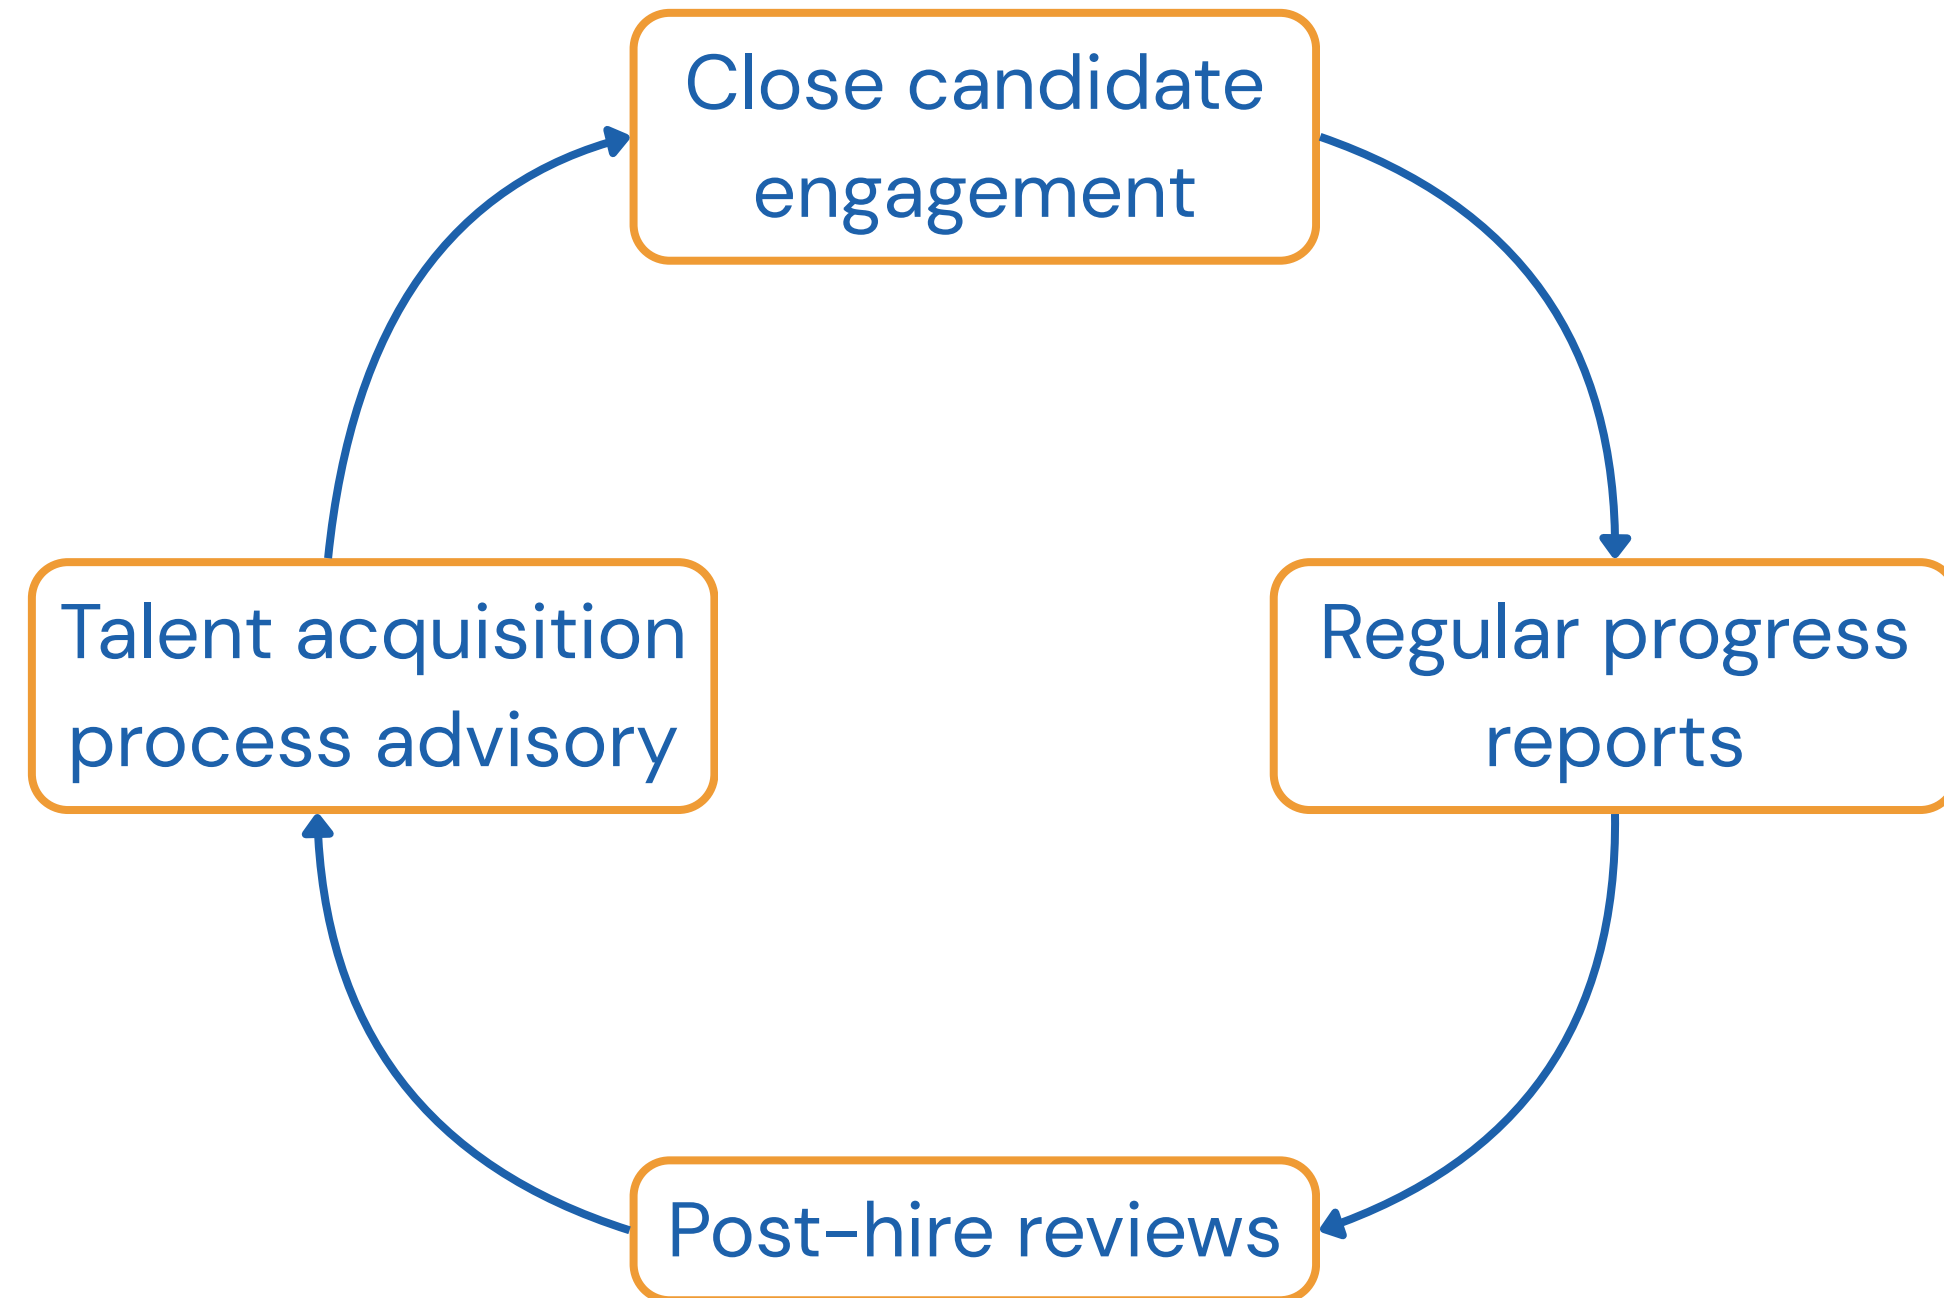 Close candidate
engagement
Talent acquisition
process advisory
Regular progress
reports
Post-hire reviews